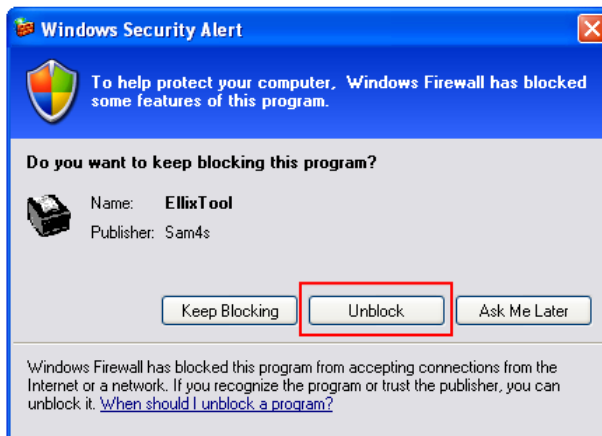 Windows Security Alert
To help protect your computer, Windows Firewall has blocked
some features of this program.
Do you want to keep blocking this program?
Name: EllixTool
Publisher: Sam4s
Keep Blocking Unblock Ask Me Later
Windows Firewall has blocked this program from accepting connections from the
Internet or a network. If you recognize the program or trust the publisher, you can
unblock it. When should I unblock a program?